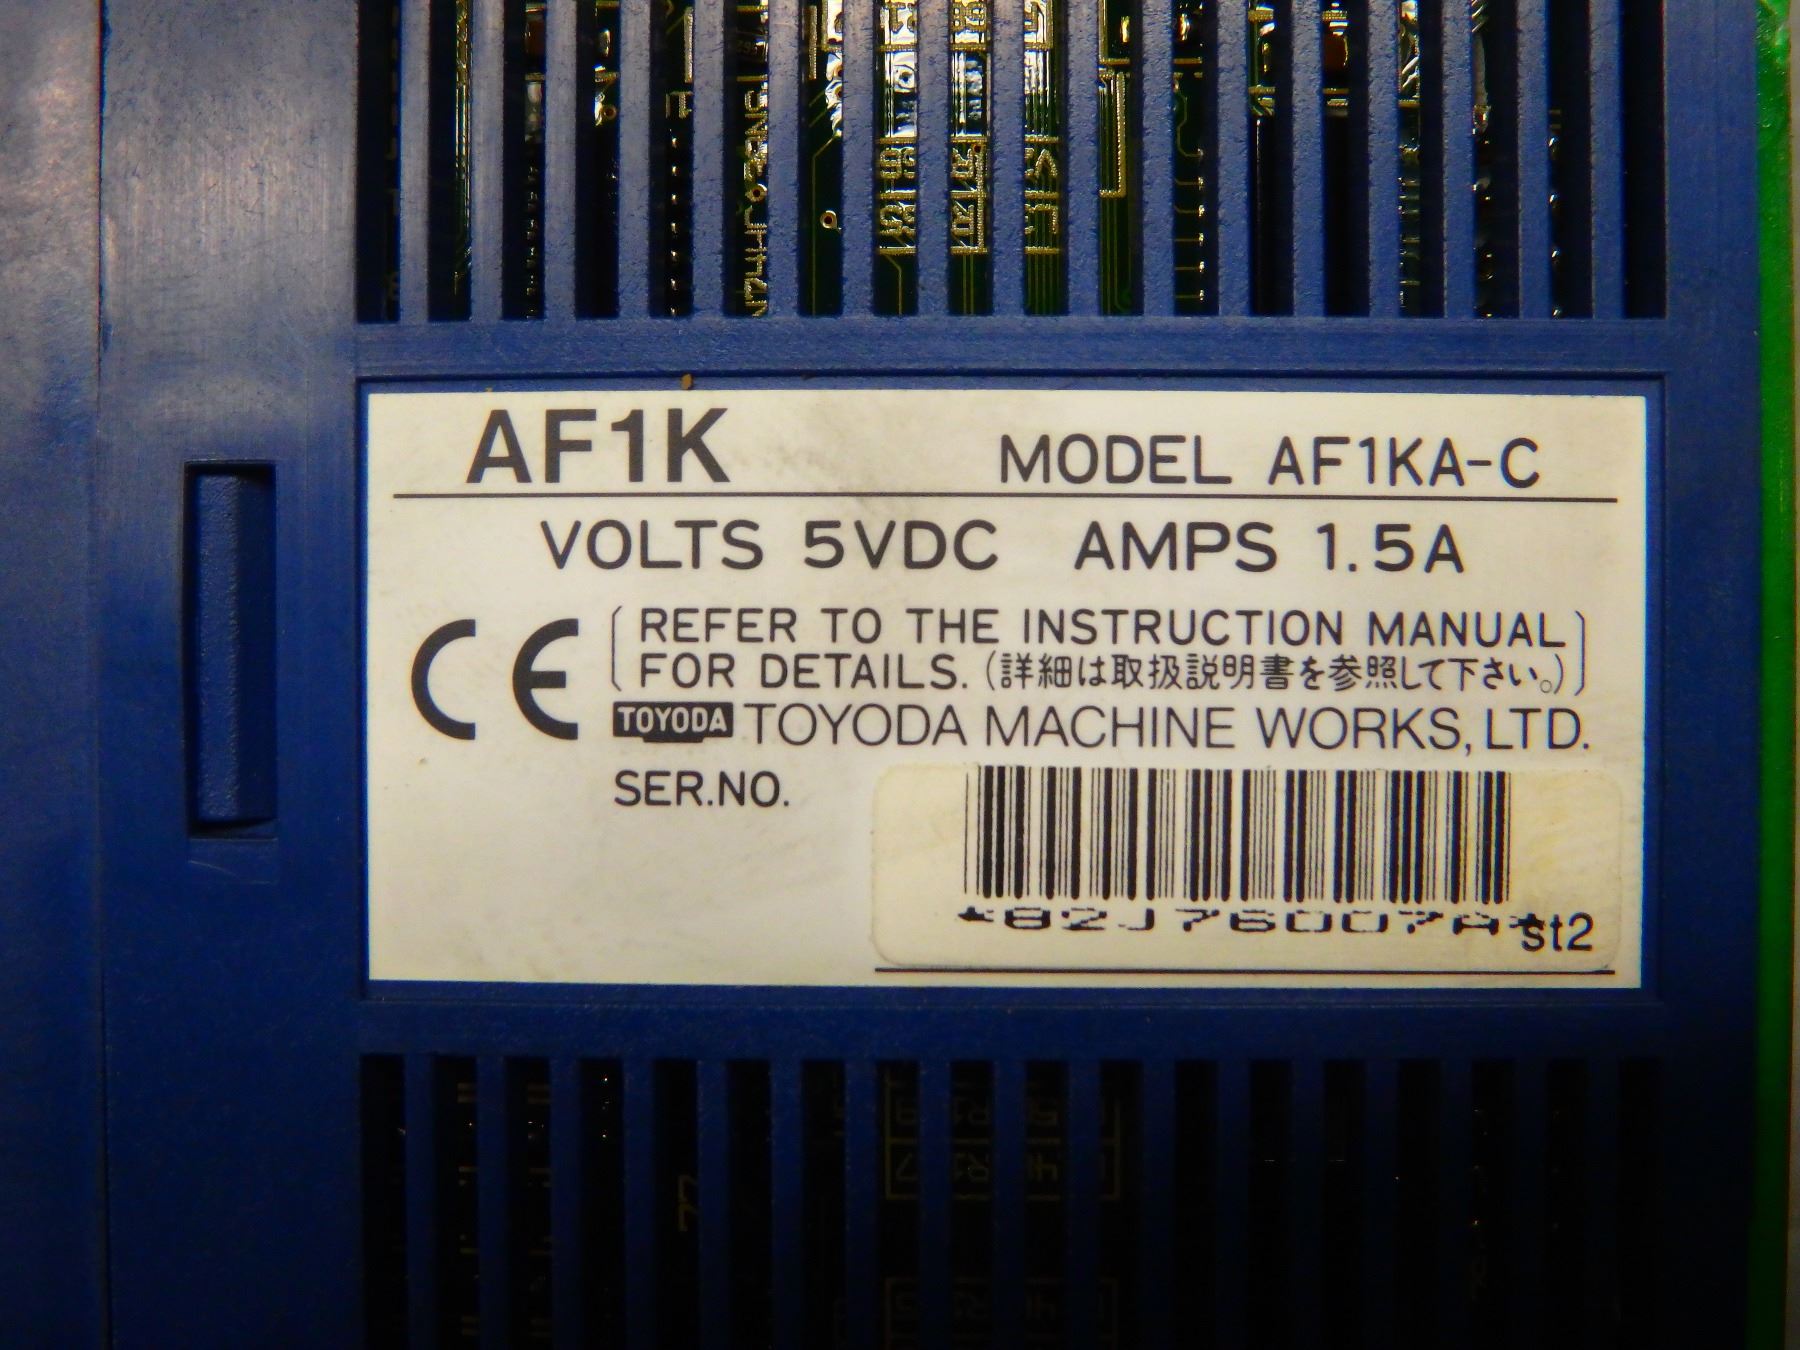 AF1K MODEL AF1KA-C
VOLTS 5VDC AMPS 1.5A
CE (REFER TO THE INSTRUCTION MANUAL
FOR DETAILS. (詳細は取扱説明書を参照して下さい。))
TOYODA TOYODA MACHINE WORKS, LTD.
SER.NO.
*82J76007A*st2